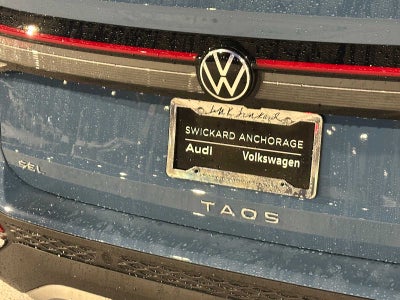 SWICKARD ANCHORAGE
Audi Volkswagen
SEL
TAOS